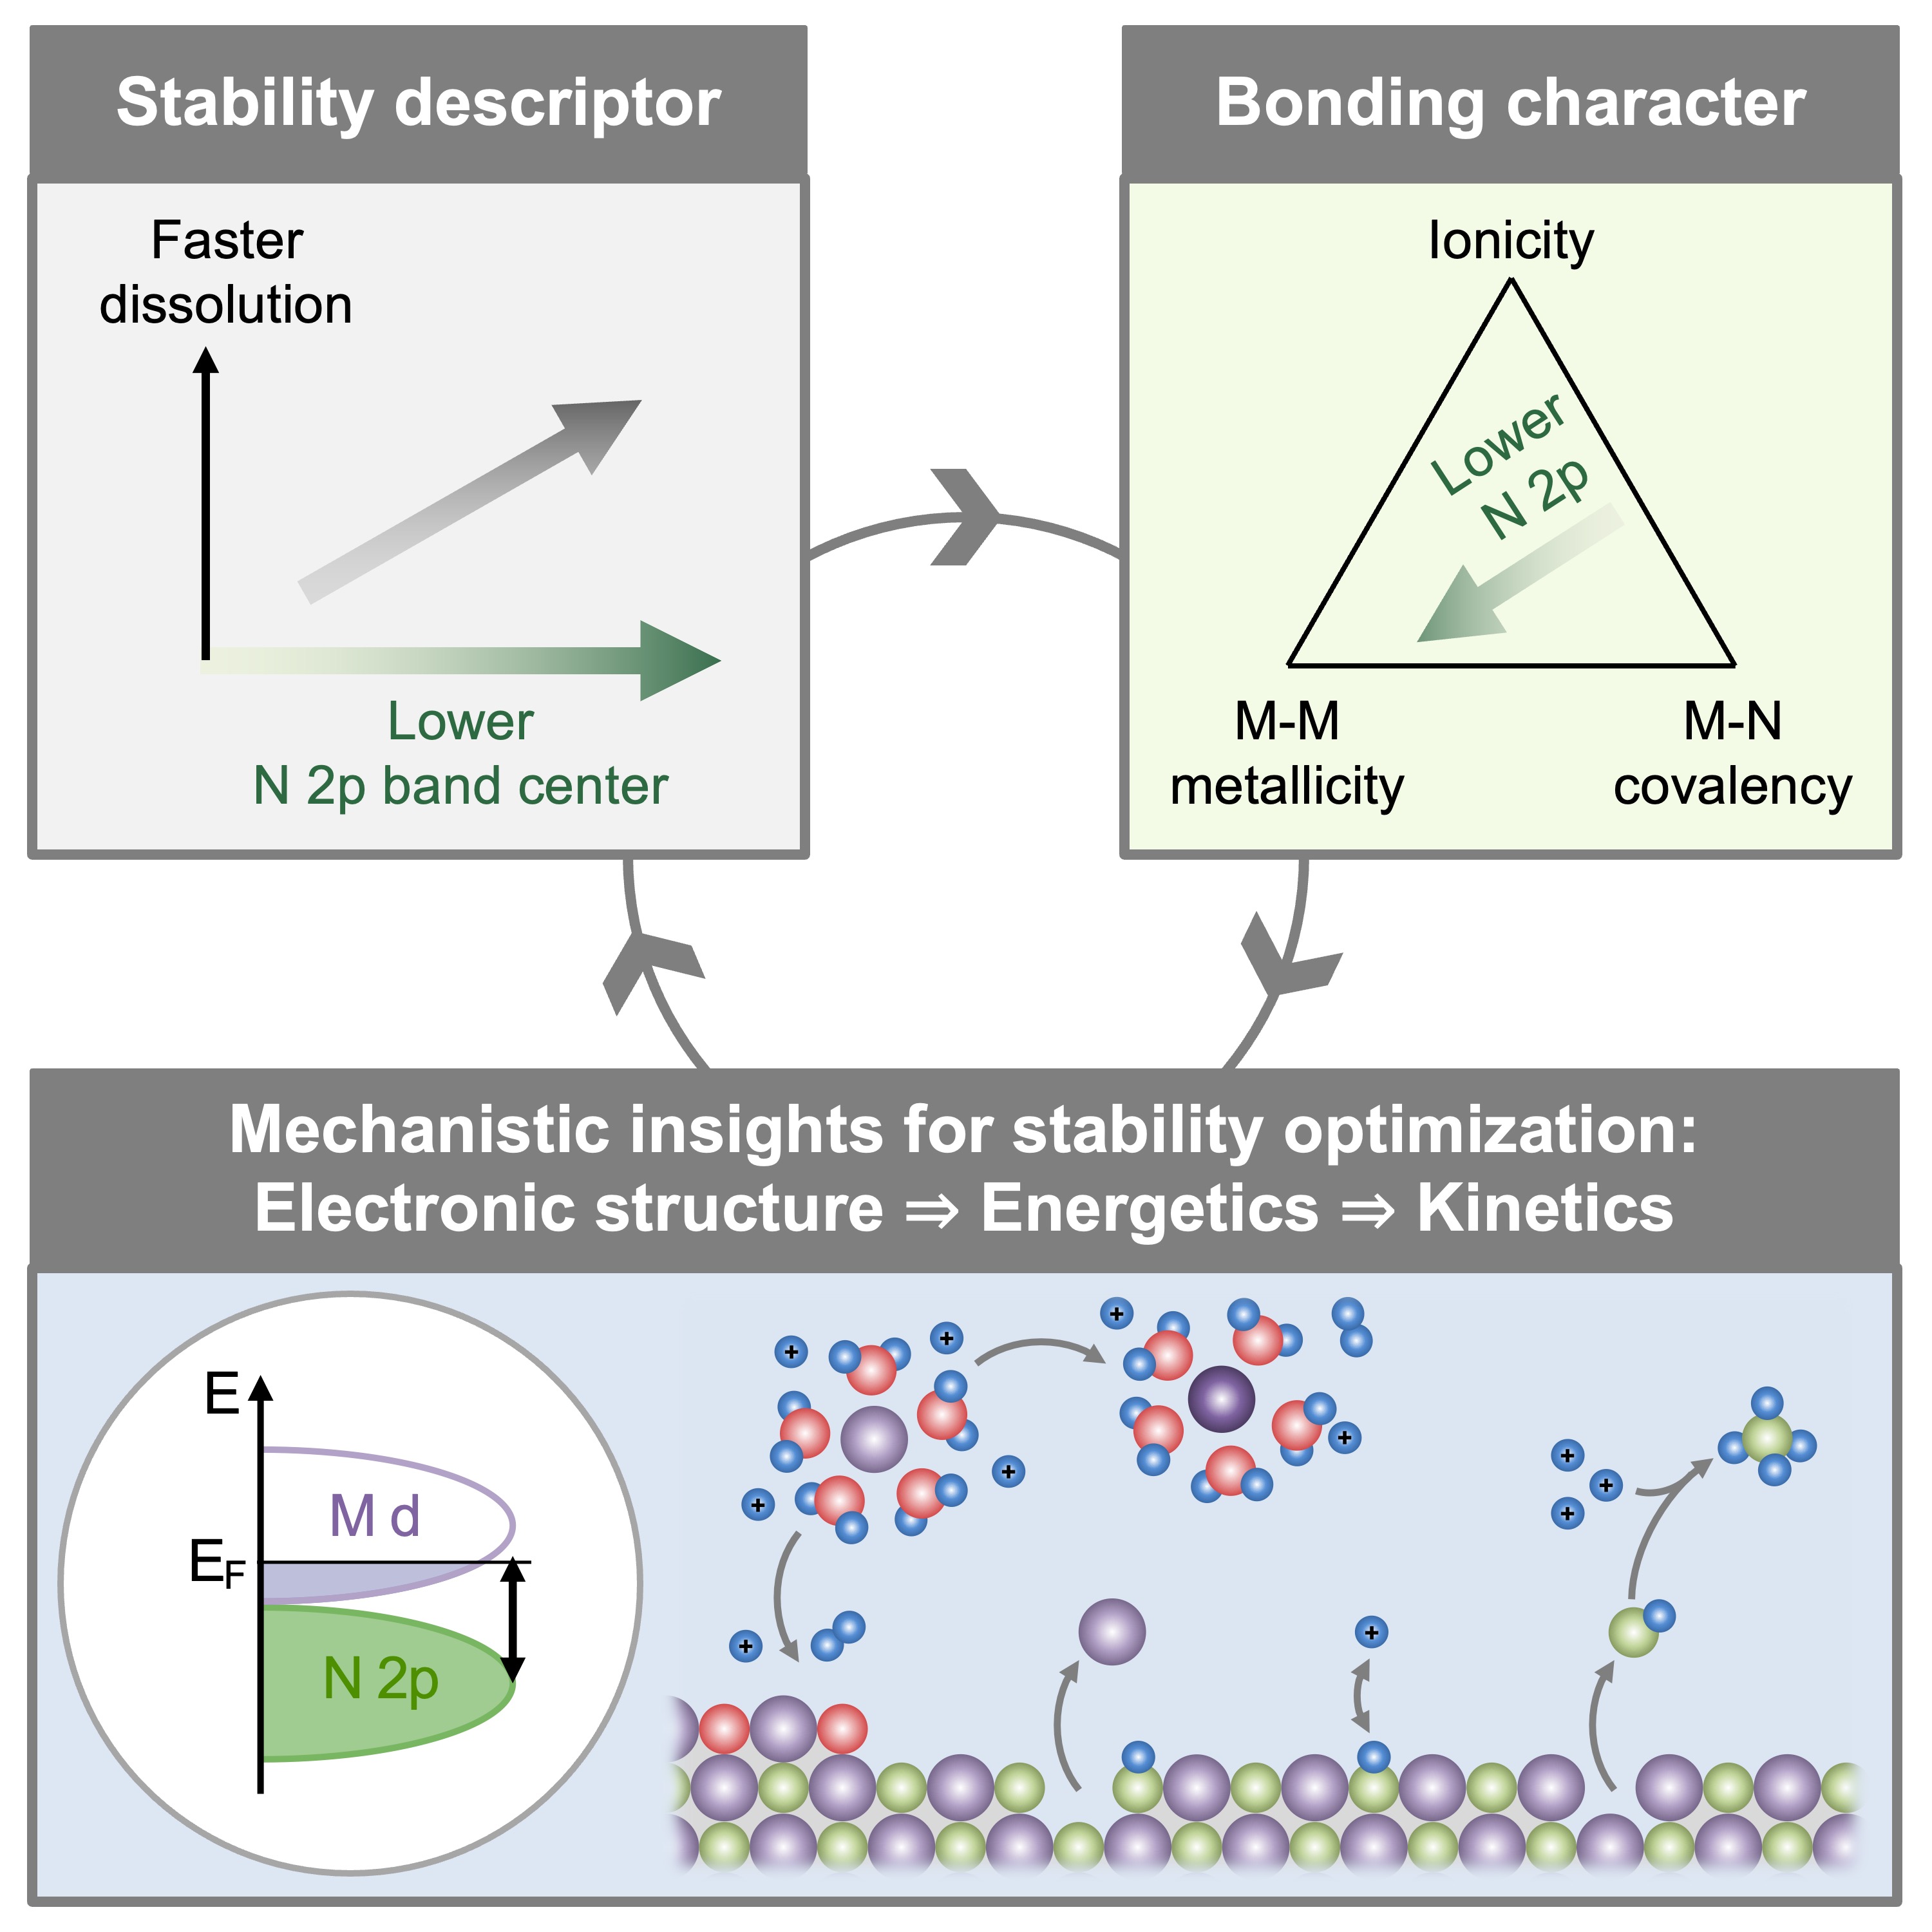 Stability descriptor
Faster
dissolution
Lower
N 2p band center
Bonding character
Ionicity
Lower
N 2p
M-M
metallicity
M-N
covalency
Mechanistic insights for stability optimization:
Electronic structure ⇒ Energetics ⇒ Kinetics
E
M d
EF
N 2p
+
+
+
+
+
+
+
+
+
+
+